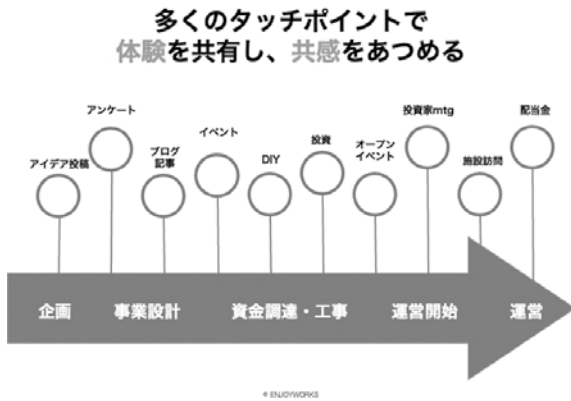 多くのタッチポイントで
体験を共有し、共感をあつめる
アイデア投稿
アンケート
ブログ
記事
イベント
DIY
投資
オープン
イベント
投資家mtg
施設訪問
配当金
企画
事業設計
資金調達・工事
運営開始
運営
© ENJOYWORKS